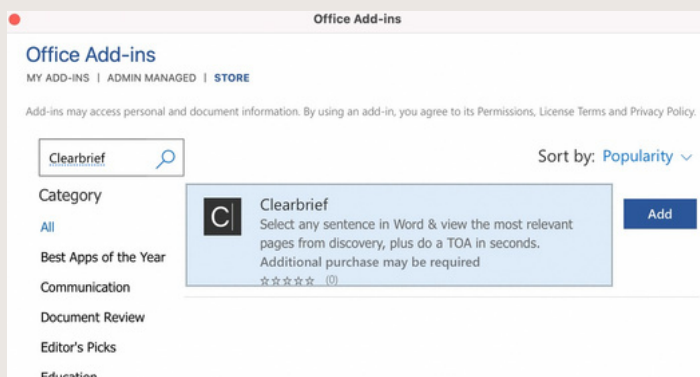 Office Add-ins
Office Add-ins
MY ADD-INS | ADMIN MANAGED | STORE
Add-ins may access personal and document information. By using an add-in, you agree to its Permissions, License Terms and Privacy Policy.
Clearbrief
Sort by: Popularity
Category
All
Best Apps of the Year
Communication
Document Review
Editor's Picks
Education
C
Clearbrief
Select any sentence in Word & view the most relevant
pages from discovery, plus do a TOA in seconds.
Additional purchase may be required
(0)
Add